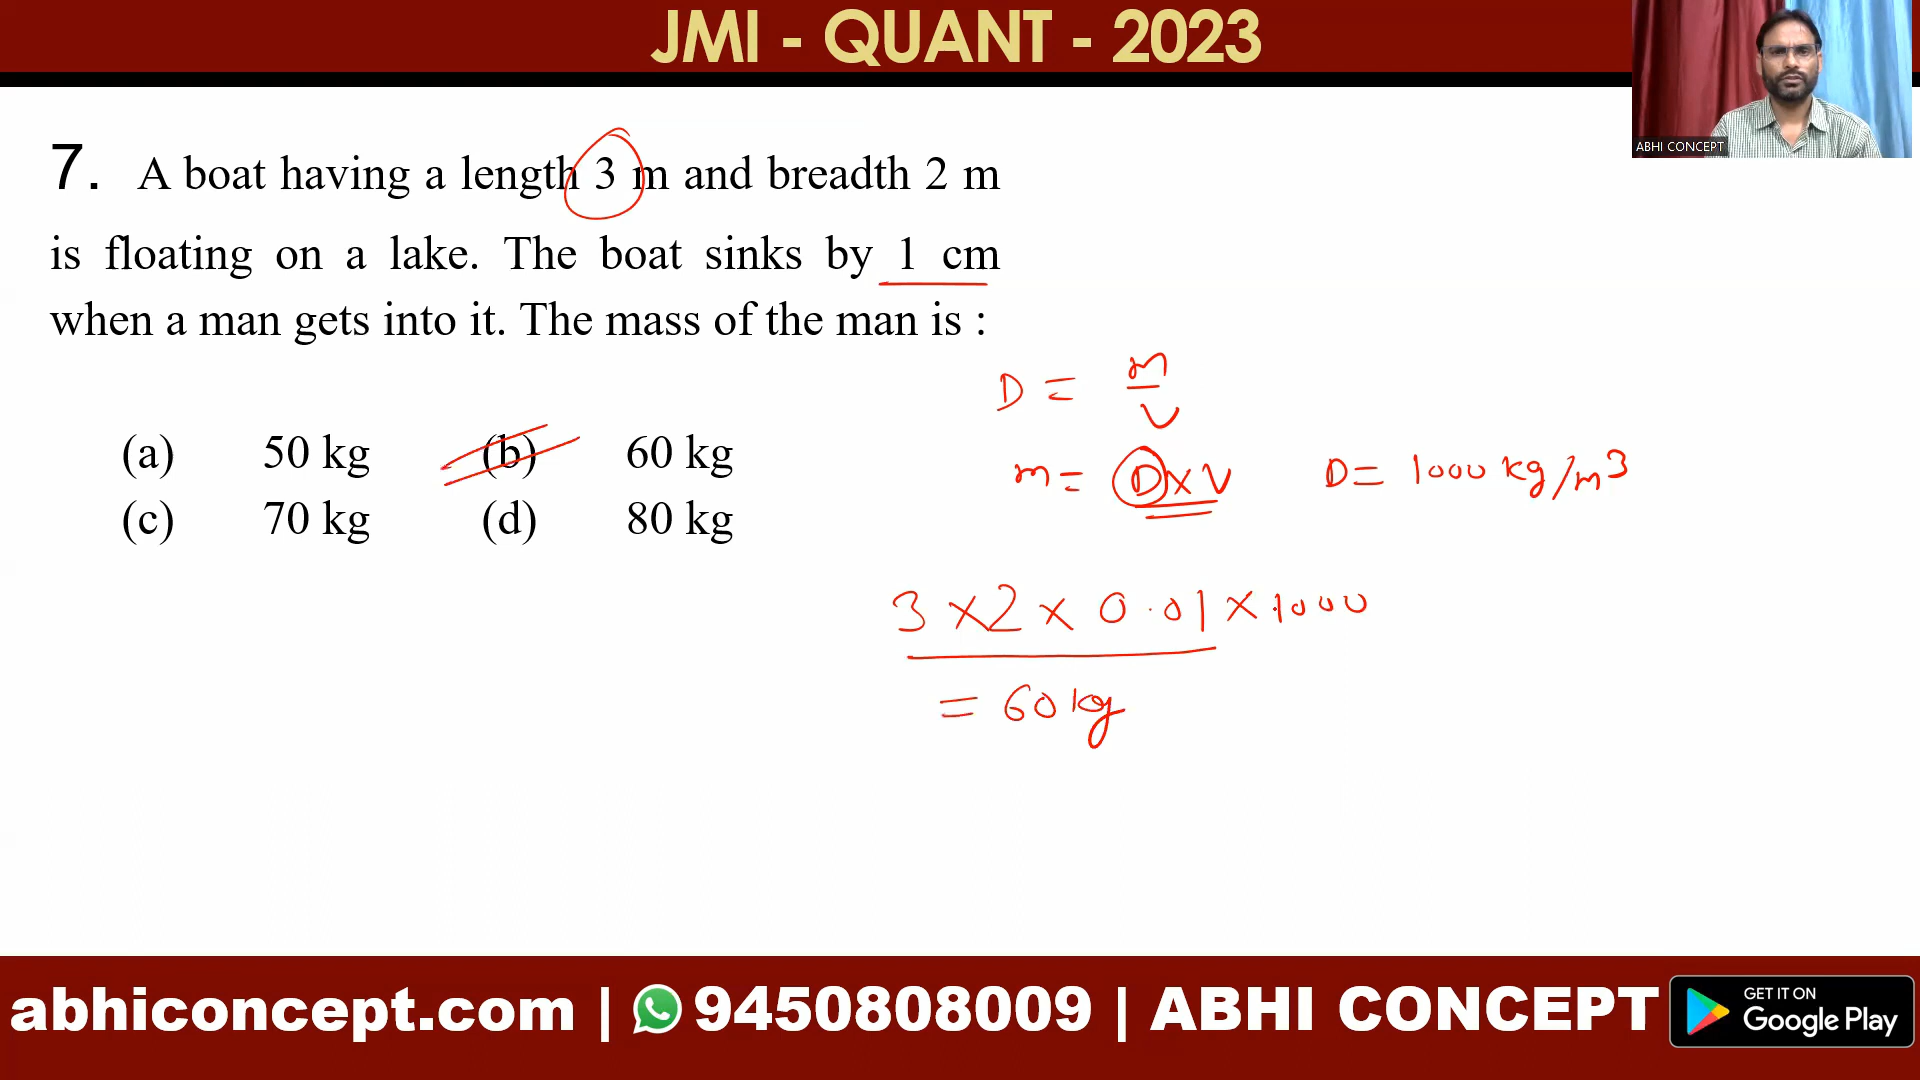 JMI - QUANT - 2023
ABHI CONCEPT
7. A boat having a length 3 m and breadth 2 m
is floating on a lake. The boat sinks by 1 cm
when a man gets into it. The mass of the man is :
(a) 50 kg (b) 60 kg
(c) 70 kg (d) 80 kg
D = m/V
m = D x V D = 1000 kg/m³
3 x 2 x 0.01 x 1000
= 60 kg
abhiconcept.com | 9450808009 | ABHI CONCEPT
GET IT ON
Google Play